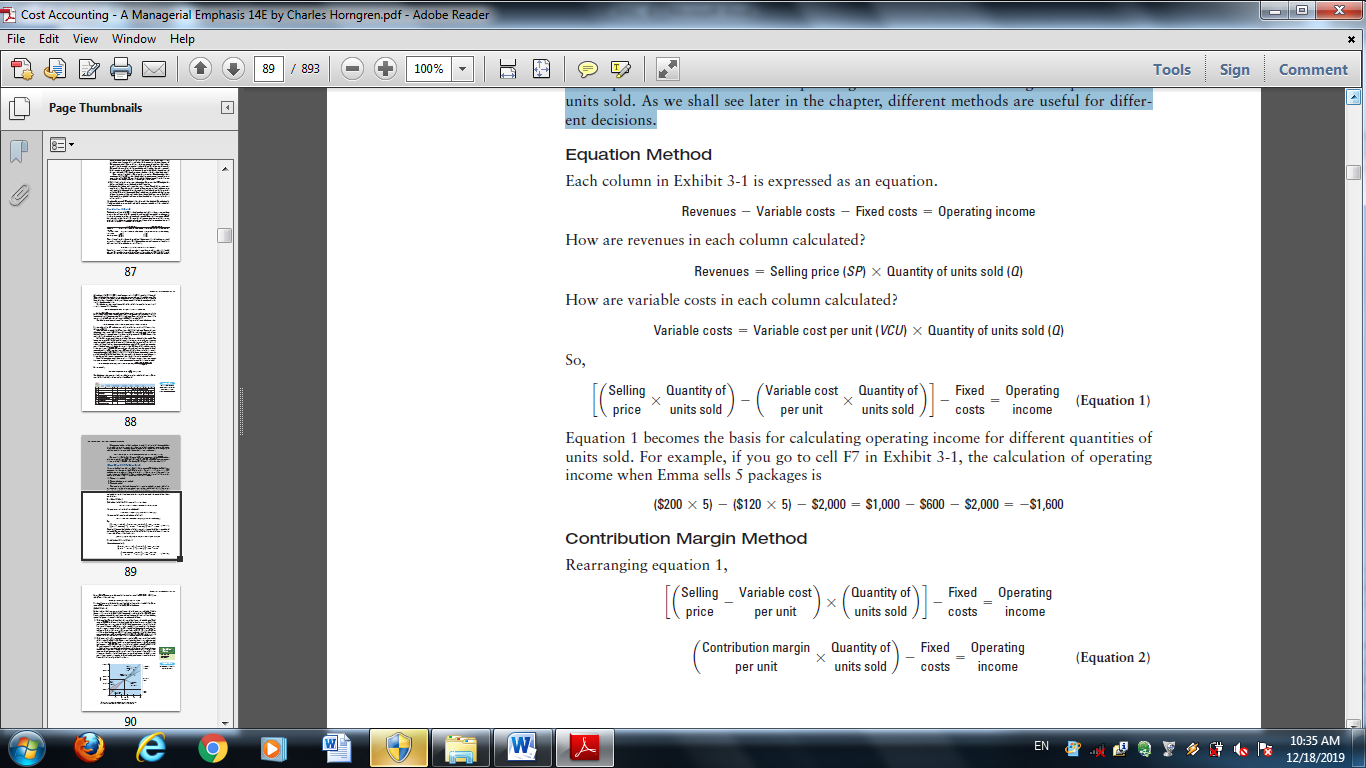 Cost Accounting - A Managerial Emphasis 14E by Charles Horngren.pdf - Adobe Reader
File Edit View Window Help
89 / 893 100% Tools Sign Comment
Page Thumbnails
87
88
89
90
units sold. As we shall see later in the chapter, different methods are useful for differ-
ent decisions.
Equation Method
Each column in Exhibit 3-1 is expressed as an equation.
Revenues − Variable costs − Fixed costs = Operating income
How are revenues in each column calculated?
Revenues = Selling price (SP) × Quantity of units sold (Q)
How are variable costs in each column calculated?
Variable costs = Variable cost per unit (VCU) × Quantity of units sold (Q)
So,
[(Selling price × Quantity of units sold) − (Variable cost per unit × Quantity of units sold)] − Fixed costs = Operating income (Equation 1)
Equation 1 becomes the basis for calculating operating income for different quantities of
units sold. For example, if you go to cell F7 in Exhibit 3-1, the calculation of operating
income when Emma sells 5 packages is
($200 × 5) − ($120 × 5) − $2,000 = $1,000 − $600 − $2,000 = −$1,600
Contribution Margin Method
Rearranging equation 1,
[(Selling price − Variable cost per unit) × (Quantity of units sold)] − Fixed costs = Operating income
(Contribution margin per unit × Quantity of units sold) − Fixed costs = Operating income (Equation 2)
EN
10:35 AM
12/18/2019